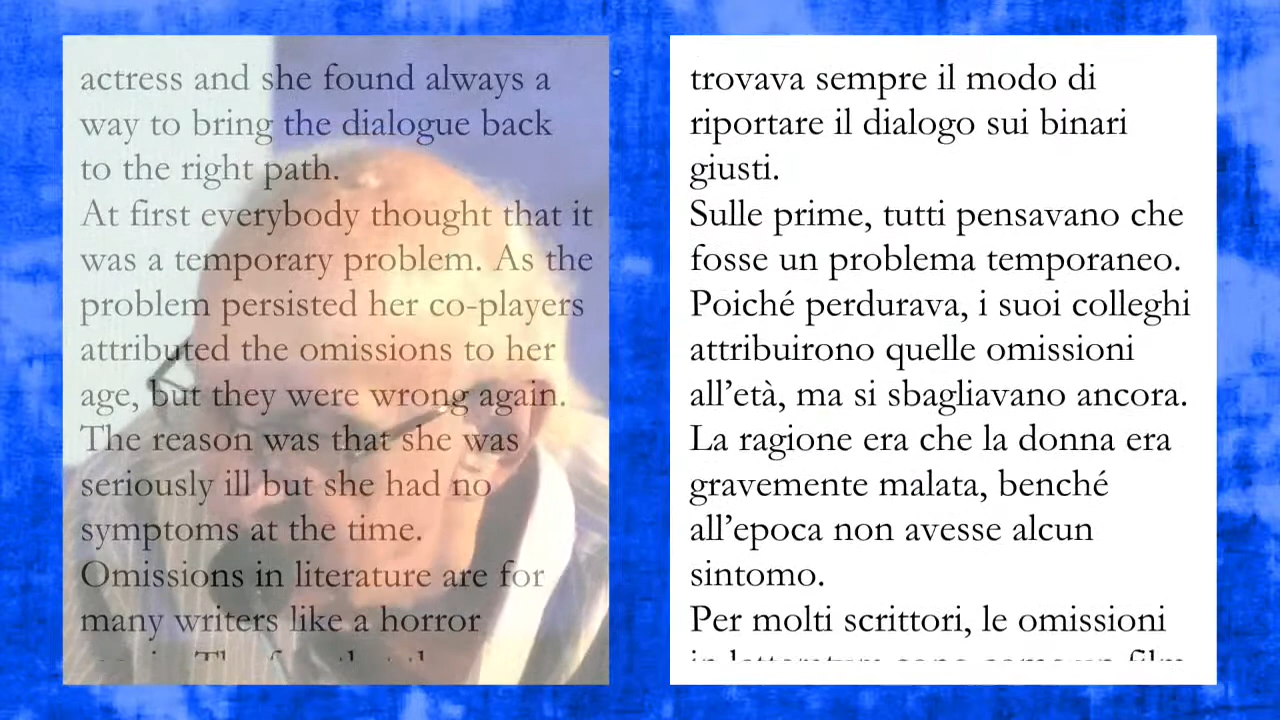 actress and she found always a
way to bring the dialogue back
to the right path.
At first everybody thought that it
was a temporary problem. As the
problem persisted her co-players
attributed the omissions to her
age, but they were wrong again.
The reason was that she was
seriously ill but she had no
symptoms at the time.
Omissions in literature are for
many writers like a horror
trovava sempre il modo di
riportare il dialogo sui binari
giusti.
Sulle prime, tutti pensavano che
fosse un problema temporaneo.
Poiché perdurava, i suoi colleghi
attribuirono quelle omissioni
all’età, ma si sbagliavano ancora.
La ragione era che la donna era
gravemente malata, benché
all’epoca non avesse alcun
sintomo.
Per molti scrittori, le omissioni